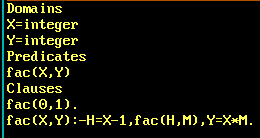 Domains
X=integer
Y=integer
Predicates
fac(X,Y)
Clauses
fac(0,1).
fac(X,Y):-H=X-1,fac(H,M),Y=X*M.